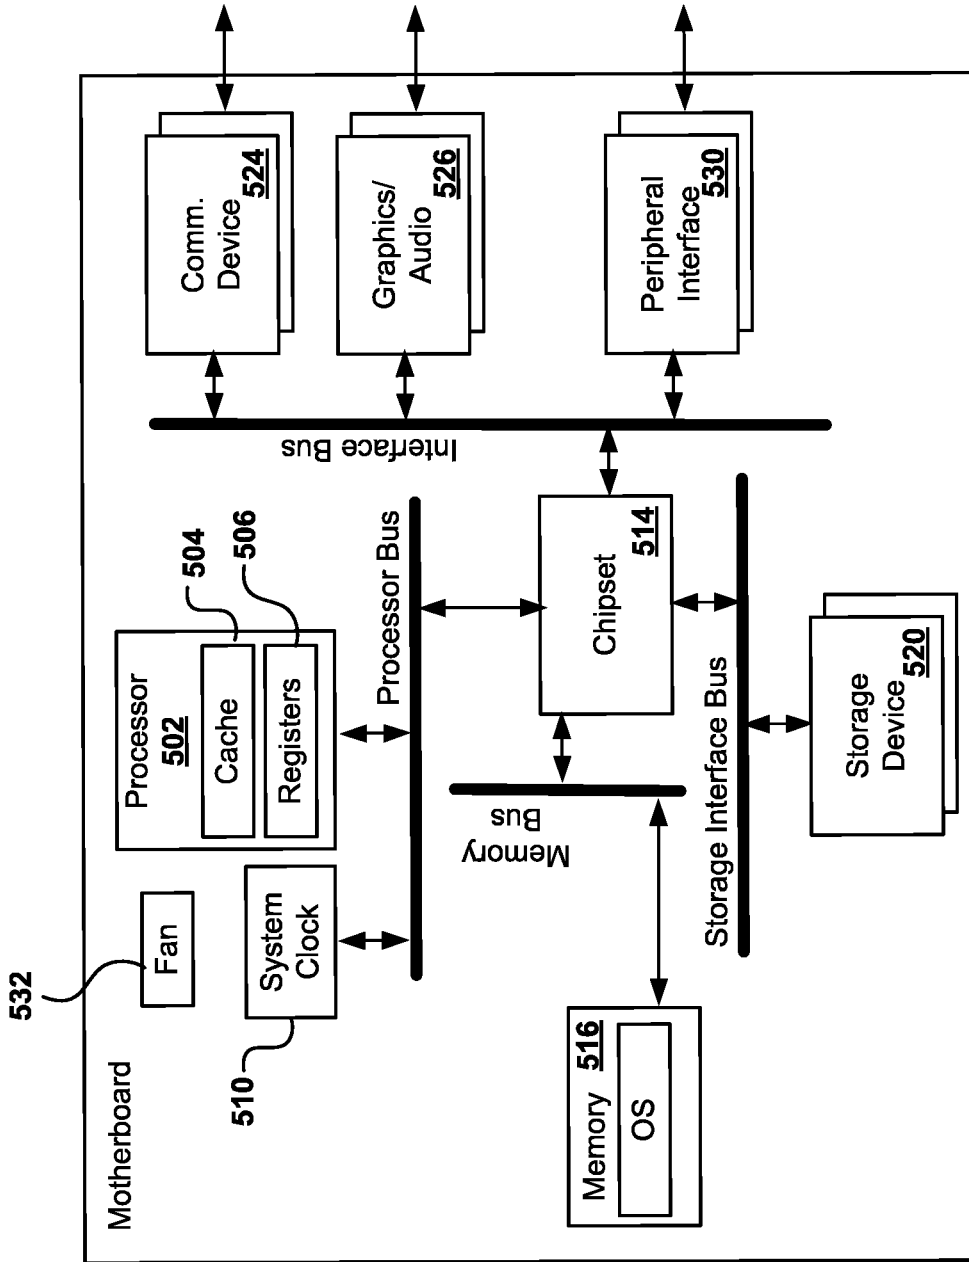 Motherboard
532
Fan
Processor
502
Cache
Registers
504
506
System
Clock
510
Processor Bus
Comm.
Device
524
Graphics/
Audio
526
Peripheral
Interface
530
Interface Bus
Chipset
514
Memory
Bus
Memory
516
OS
Storage Interface Bus
Storage
Device
520